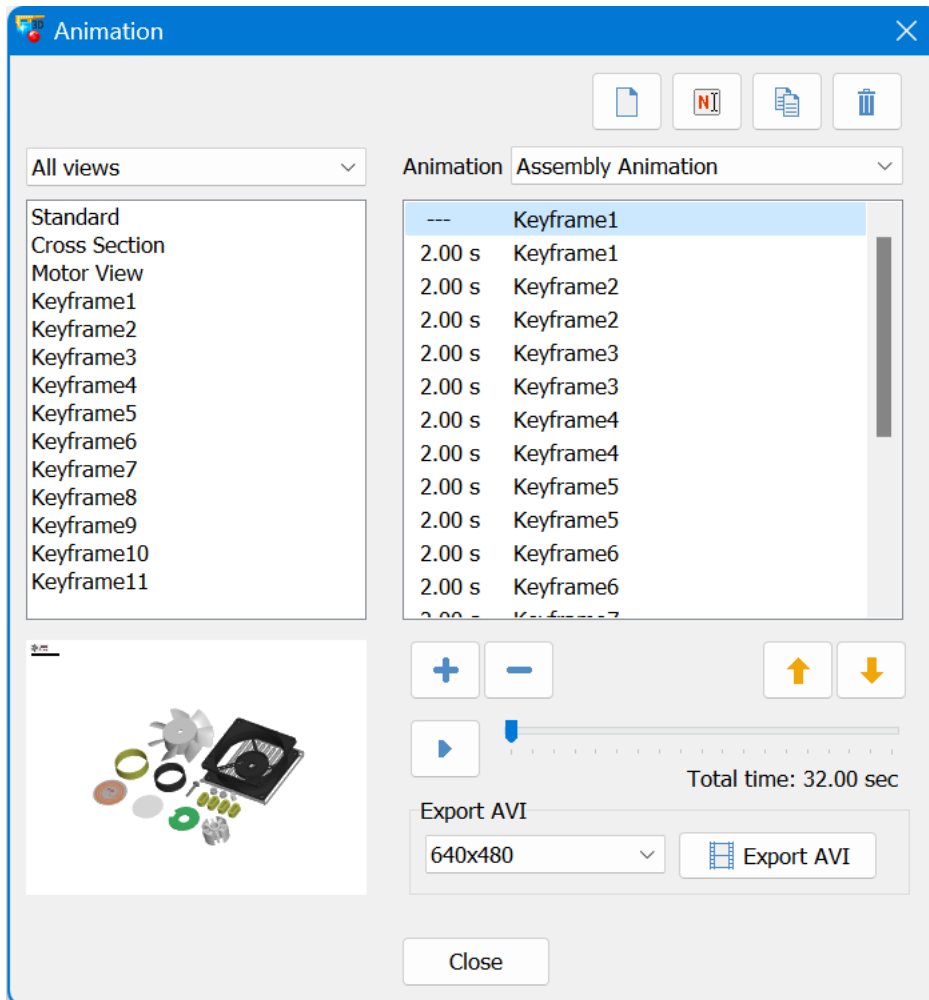 Animation
All views
Animation Assembly Animation
Standard
Cross Section
Motor View
Keyframe1
Keyframe2
Keyframe3
Keyframe4
Keyframe5
Keyframe6
Keyframe7
Keyframe8
Keyframe9
Keyframe10
Keyframe11
--- Keyframe1
2.00 s Keyframe1
2.00 s Keyframe2
2.00 s Keyframe2
2.00 s Keyframe3
2.00 s Keyframe3
2.00 s Keyframe4
2.00 s Keyframe4
2.00 s Keyframe5
2.00 s Keyframe5
2.00 s Keyframe6
2.00 s Keyframe6
2.00 s Keyframe7
Total time: 32.00 sec
Export AVI
640x480
Export AVI
Close